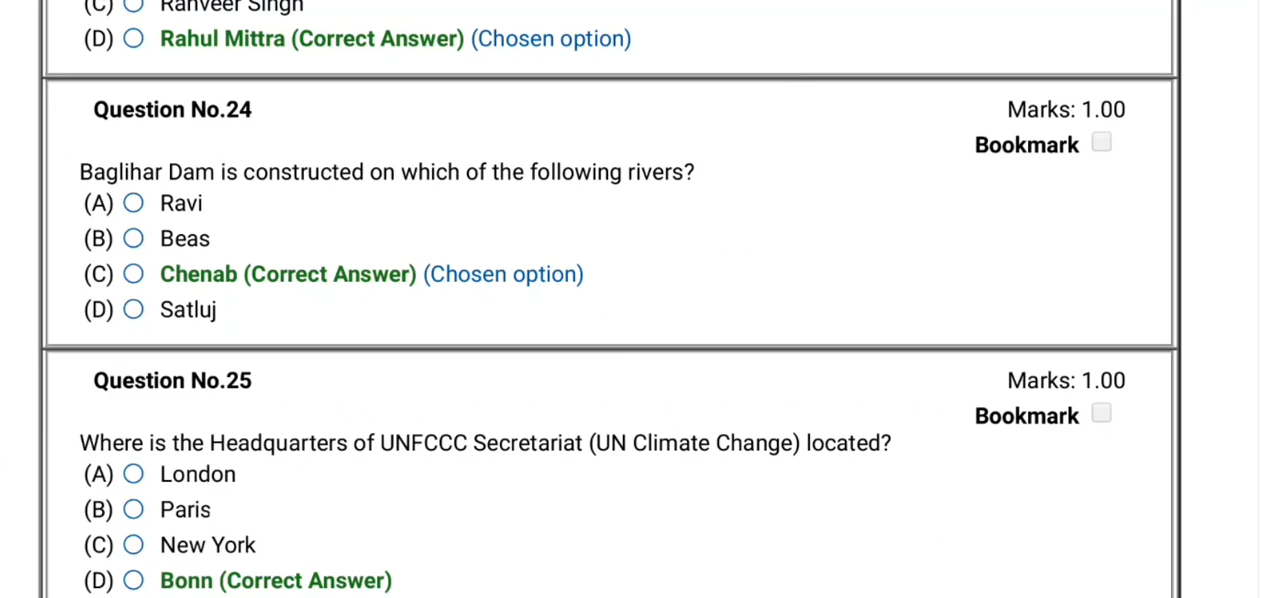 (C) Ranveer Singh
(D) Rahul Mittra (Correct Answer) (Chosen option)
Question No.24 Marks: 1.00
Bookmark
Baglihar Dam is constructed on which of the following rivers?
(A) Ravi
(B) Beas
(C) Chenab (Correct Answer) (Chosen option)
(D) Satluj
Question No.25 Marks: 1.00
Bookmark
Where is the Headquarters of UNFCCC Secretariat (UN Climate Change) located?
(A) London
(B) Paris
(C) New York
(D) Bonn (Correct Answer)